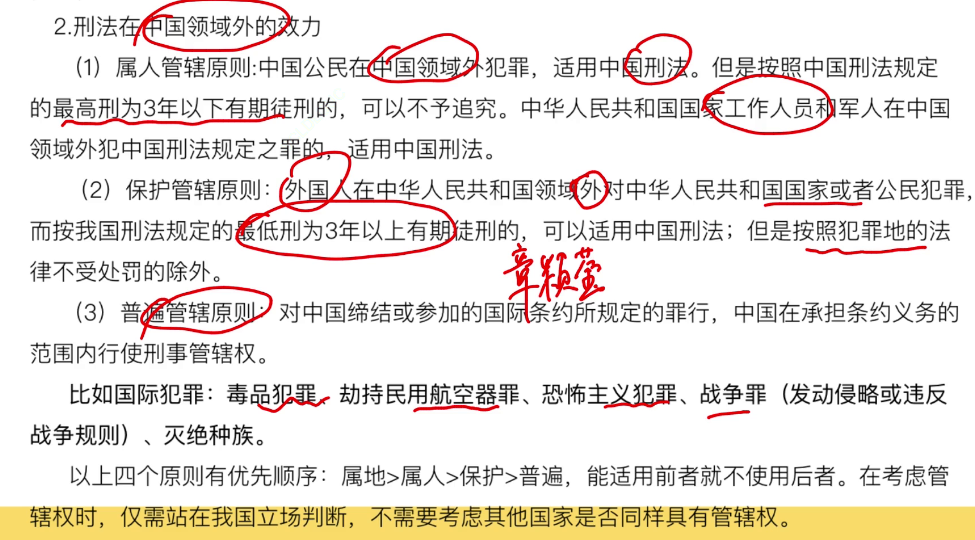 2.刑法在中国领域外的效力
（1）属人管辖原则:中国公民在中国领域外犯罪，适用中国刑法。但是按照中国刑法规定
的最高刑为3年以下有期徒刑的，可以不予追究。中华人民共和国国家工作人员和军人在中国
领域外犯中国刑法规定之罪的，适用中国刑法。
（2）保护管辖原则：外国人在中华人民共和国领域外对中华人民共和国国家或者公民犯罪，
而按我国刑法规定的最低刑为3年以上有期徒刑的，可以适用中国刑法；但是按照犯罪地的法
律不受处罚的除外。
章颖莹
（3）普遍管辖原则：对中国缔结或参加的国际条约所规定的罪行，中国在承担条约义务的
范围内行使刑事管辖权。
比如国际犯罪：毒品犯罪、劫持民用航空器罪、恐怖主义犯罪、战争罪（发动侵略或违反
战争规则）、灭绝种族。
以上四个原则有优先顺序：属地>属人>保护>普遍，能适用前者就不使用后者。在考虑管
辖权时，仅需站在我国立场判断，不需要考虑其他国家是否同样具有管辖权。